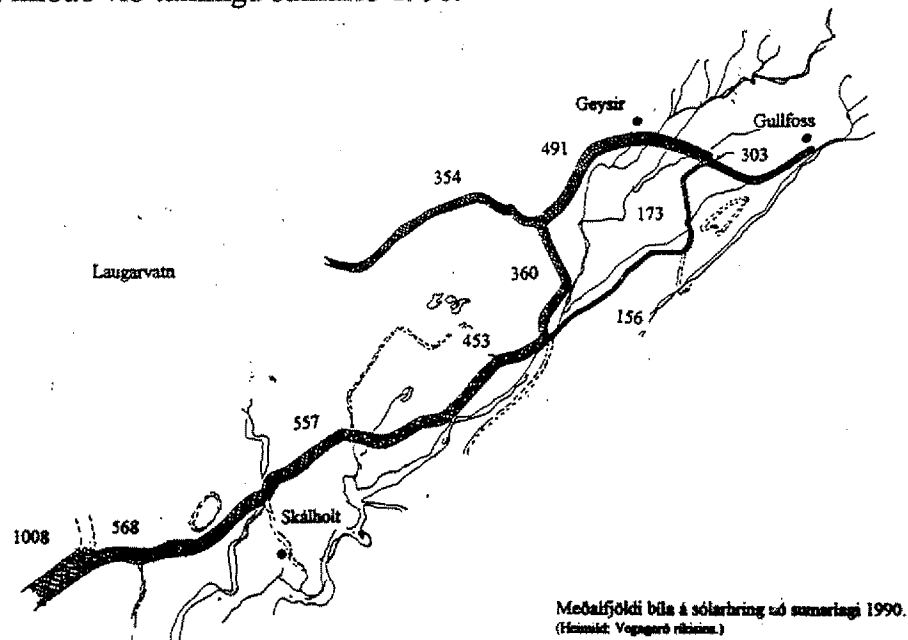 Geysir
Gullfoss
491
303
354
173
Laugarvatn
360
156
453
557
Skálholt
1008
568
Meðalfjöldi bíla á sólarhring að sumarlagi 1990.
(Heimild: Vegagerð ríkisins.)